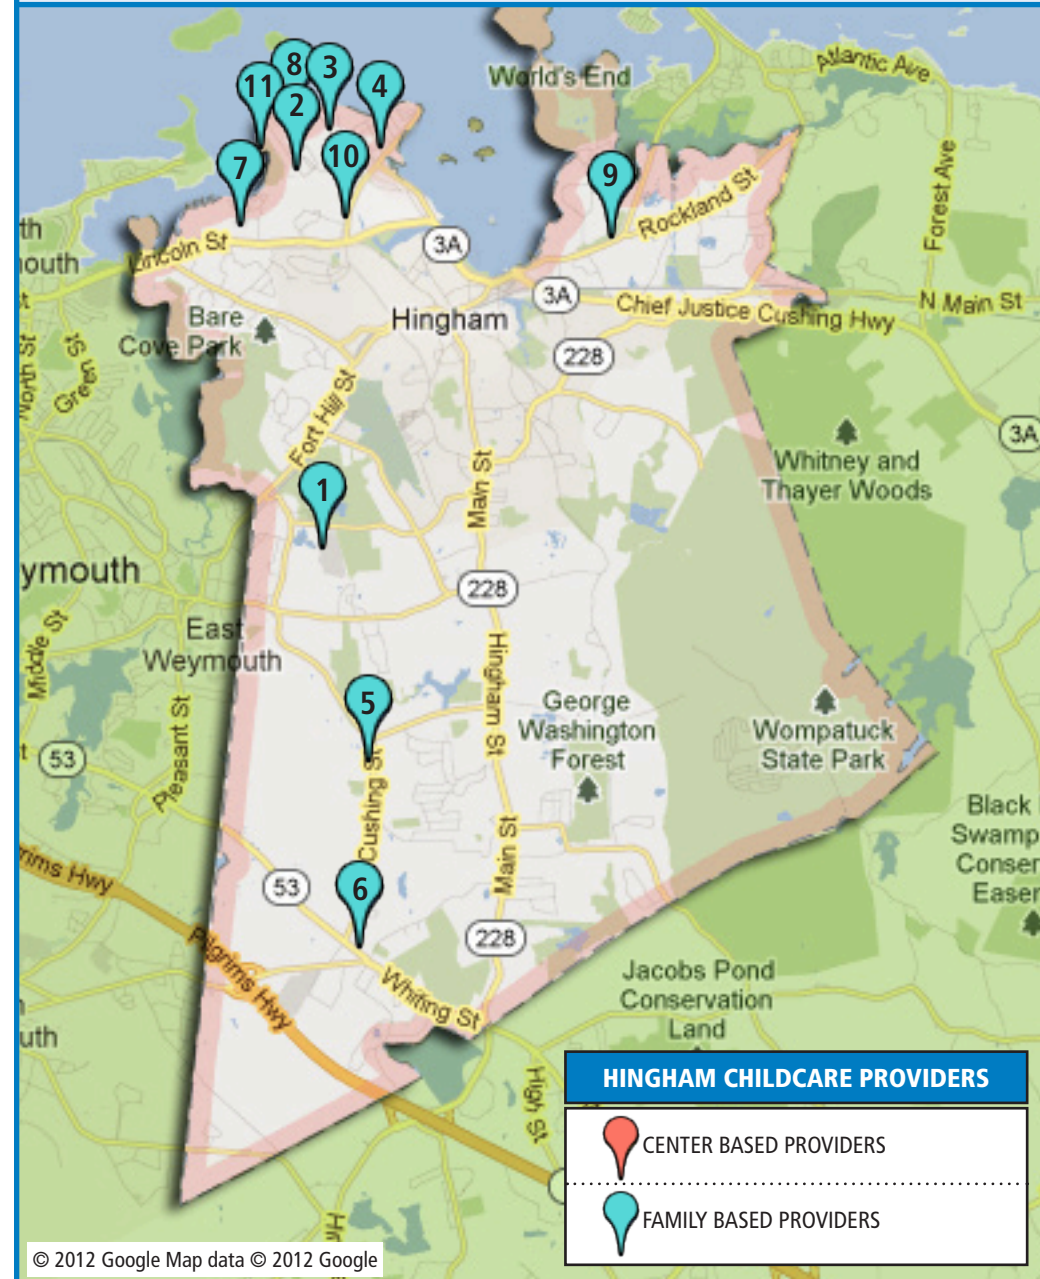 8
3
11
4
2
World's End
Atlantic Ave
10
7
9
Forest Ave
Rockland St
th
Lincoln St
3A
outh
3A
Chief Justice Cushing Hwy
N Main St
Bare
Cove Park
Hingham
228
North St
Green St
Fort Hill St
3A
Whitney and
Thayer Woods
Main St
1
ymouth
228
Middle St
East
Weymouth
Hingham St
5
George
Washington
Forest
Wompatuck
State Park
Pleasant St
53
Cushing St
Black
Swamp
Conser
Easer
Main St
rims Hwy
53
6
228
Pilgrims Hwy
Whiting St
Jacobs Pond
Conservation
Land
uth
High St
HINGHAM CHILDCARE PROVIDERS
CENTER BASED PROVIDERS
FAMILY BASED PROVIDERS
© 2012 Google Map data © 2012 Google